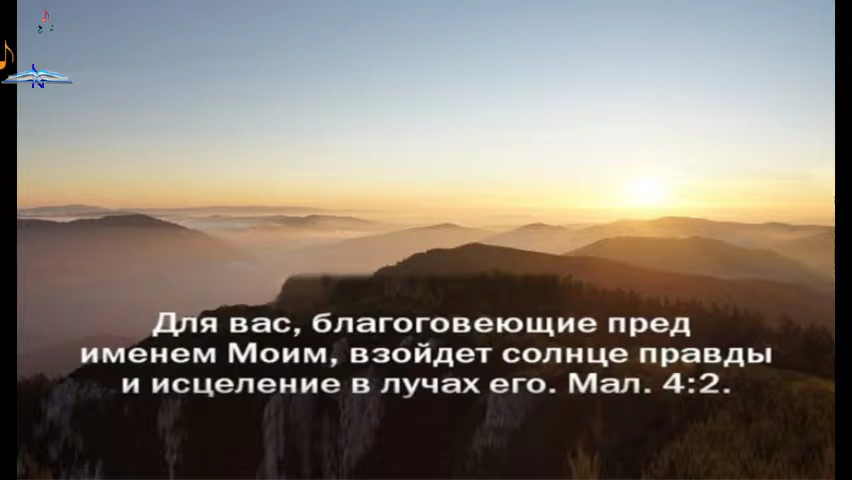 Для вас, благоговеющие пред
именем Моим, взойдет солнце правды
и исцеление в лучах его. Мал. 4:2.